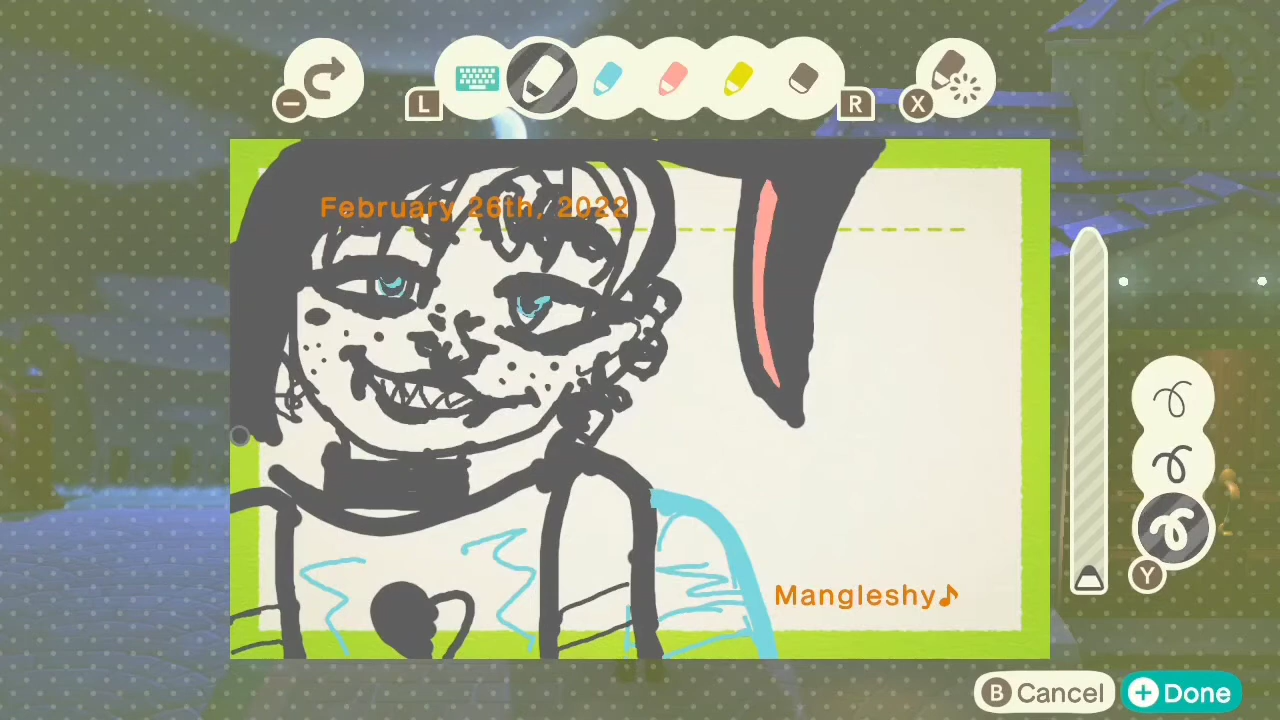 L
R
X
February 26th, 2022
Mangleshy♪
Y
B Cancel
+ Done